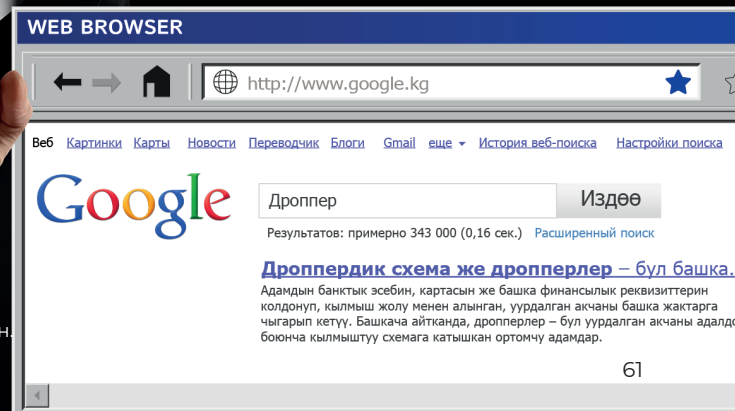 WEB BROWSER
http://www.google.kg
Веб Картинки Карты Новости Переводчик Блоги Gmail еще История веб-поиска Настройки поиска
Google
Дроппер
Издөө
Результатов: примерно 343 000 (0,16 сек.) Расширенный поиск
Дроппердик схема же дропперлер – бул башка.
Адамдын банктык эсебин, картасын же башка финансылык реквизиттерин
колдонуп, кылмыш жолу менен алынган, уурдалган акчаны башка жактарга
чыгарып кетүү. Башкача айтканда, дропперлер – бул уурдалган акчаны
боюнча кылмыштуу схемага катышкан ортомчу адамдар.
61